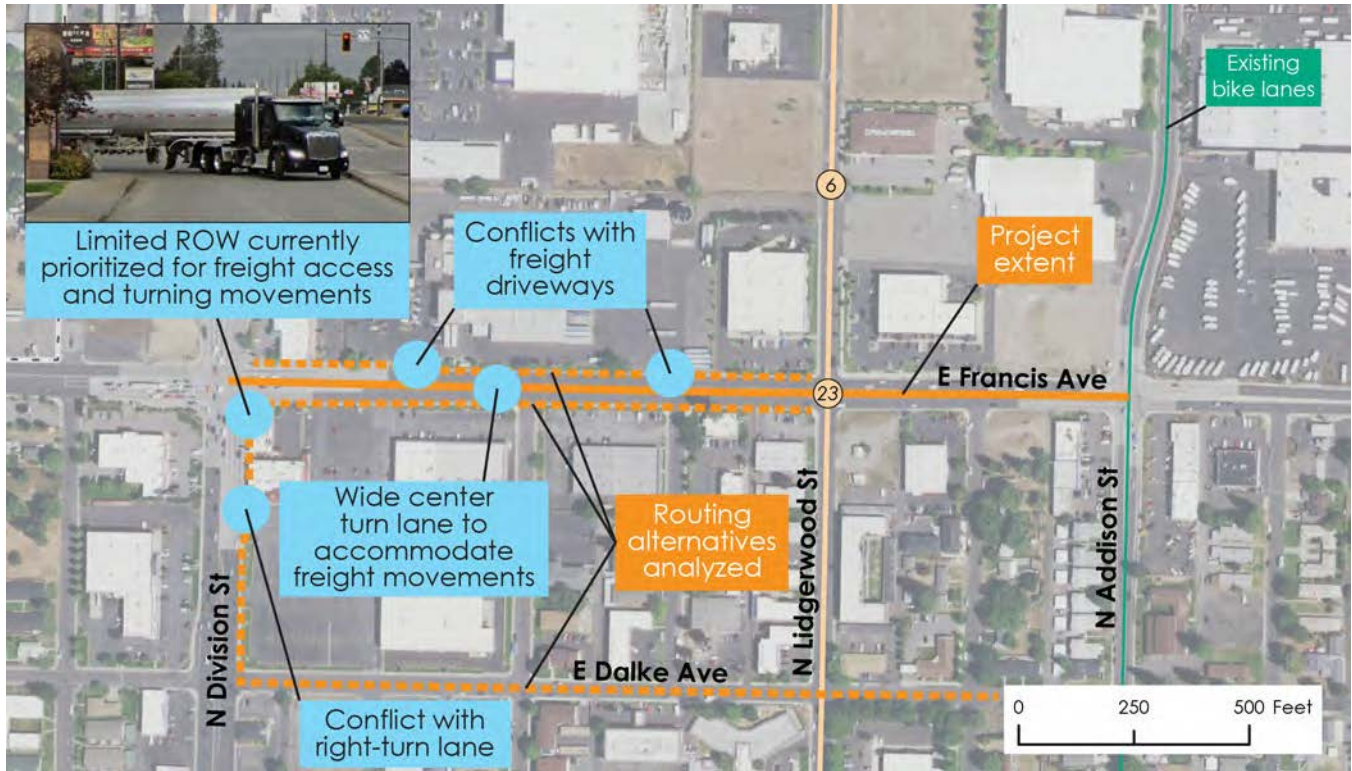 Existing
bike lanes
6
Limited ROW currently
prioritized for freight access
and turning movements
Conflicts with
freight
driveways
Project
extent
E Francis Ave
23
Wide center
turn lane to
accommodate
freight movements
Routing
alternatives
analyzed
N Division St
N Lidgerwood St
N Addison St
E Dalke Ave
Conflict with
right-turn lane
0 250 500 Feet